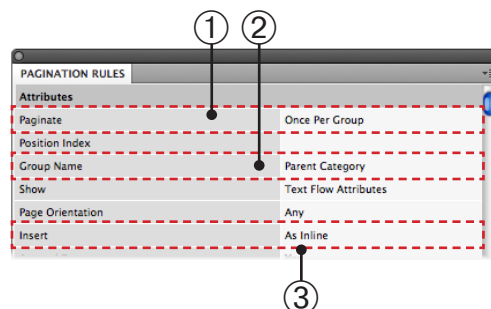 ① ②
PAGINATION RULES
Attributes
Paginate Once Per Group
Position Index
Group Name Parent Category
Show Text Flow Attributes
Page Orientation Any
Insert As Inline
③